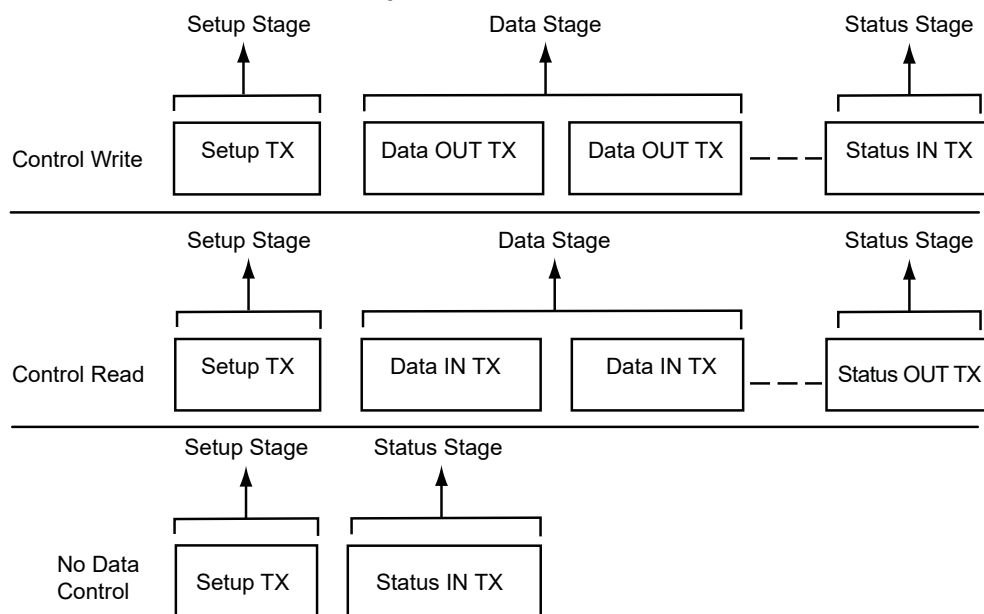 Setup Stage Data Stage Status Stage
Control Write Setup TX Data OUT TX Data OUT TX Status IN TX
Setup Stage Data Stage Status Stage
Control Read Setup TX Data IN TX Data IN TX Status OUT TX
Setup Stage Status Stage
No Data
Control
Setup TX Status IN TX